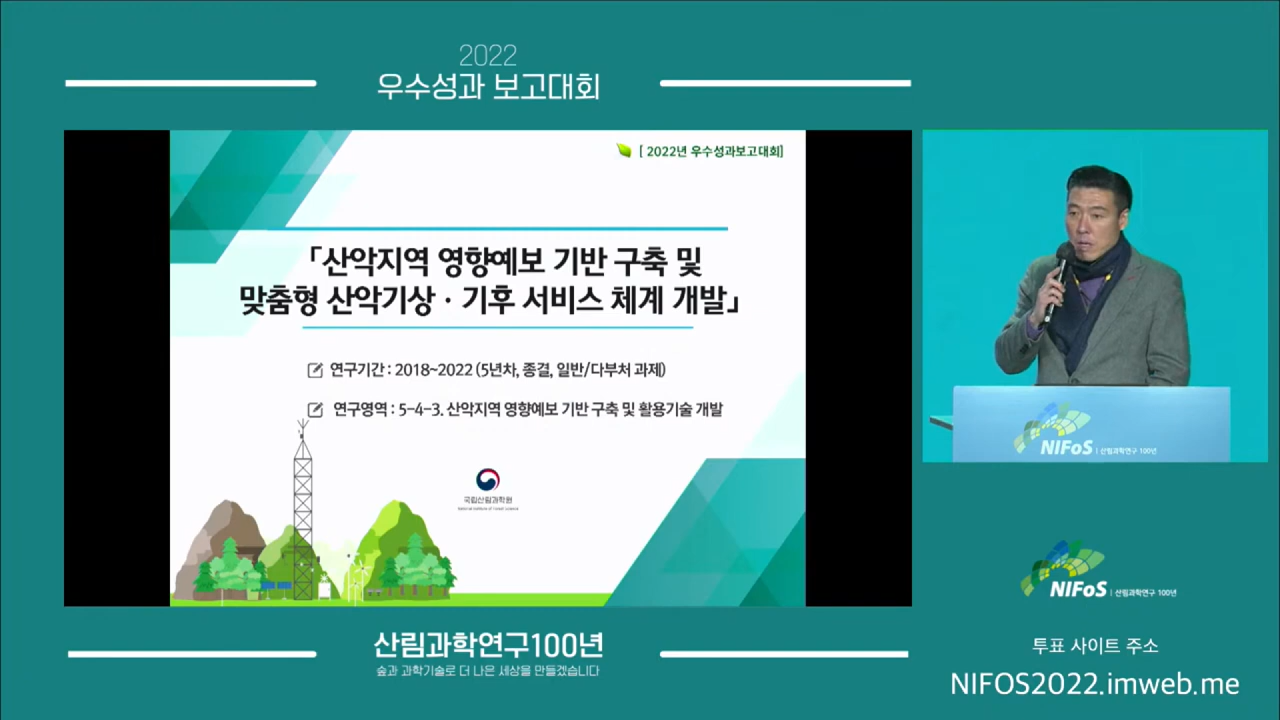 2022
우수성과 보고대회
[ 2022년 우수성과보고대회]
「산악지역 영향예보 기반 구축 및
맞춤형 산악기상 · 기후 서비스 체계 개발」
연구기간 : 2018~2022 (5년차, 종결, 일반/다부처 과제)
연구영역 : 5-4-3. 산악지역 영향예보 기반 구축 및 활용기술 개발
국립산림과학원
National Institute of Forest Science
NIFoS | 산림과학연구 100년
NIFoS | 산림과학연구 100년
투표 사이트 주소
NIFOS2022.imweb.me
산림과학연구100년
숲과 과학기술로 더 나은 세상을 만들겠습니다